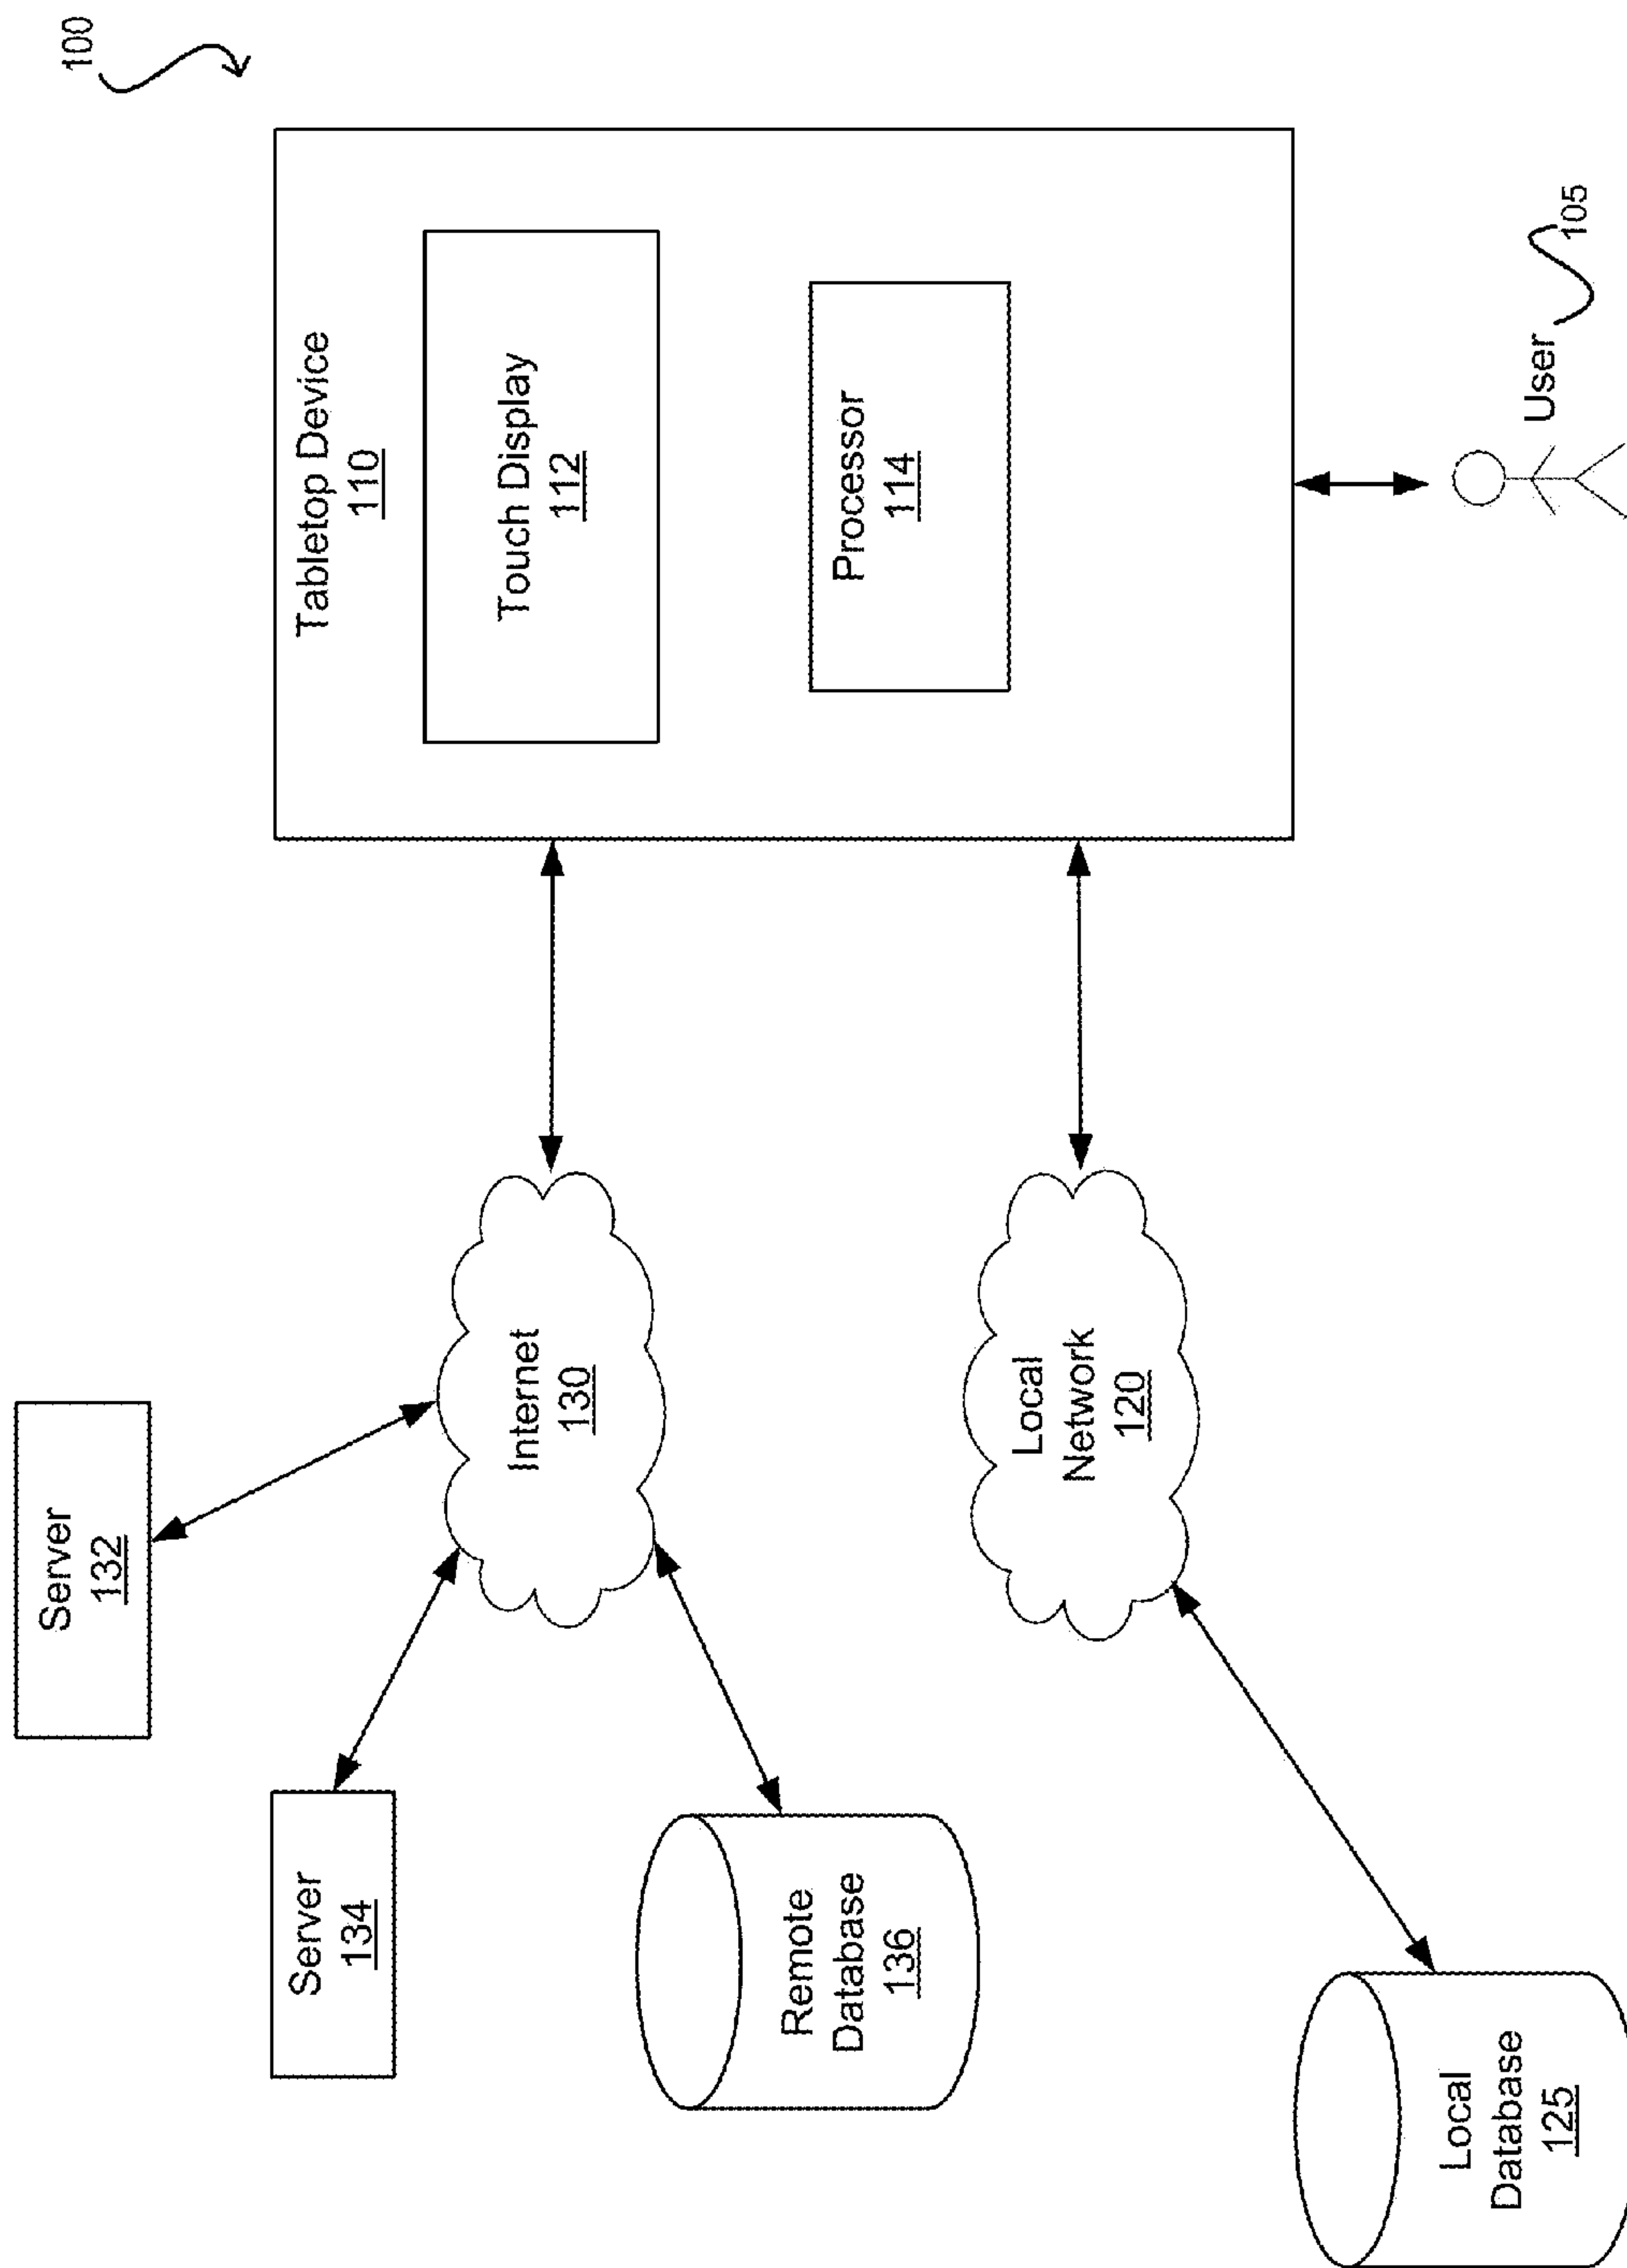 100
Server
132
Server
134
Internet
130
Tabletop Device
110
Touch Display
112
Remote
Database
136
Processor
114
Local
Network
120
Local
Database
125
User
105